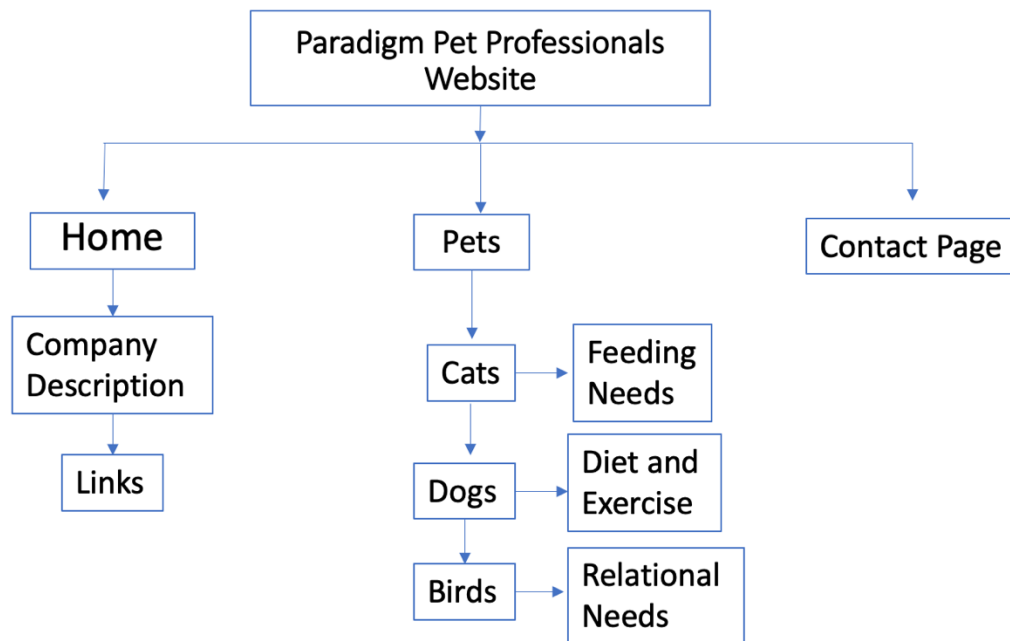 Paradigm Pet Professionals
Website
Home
Pets
Contact Page
Company
Description
Cats
Feeding
Needs
Links
Dogs
Diet and
Exercise
Birds
Relational
Needs